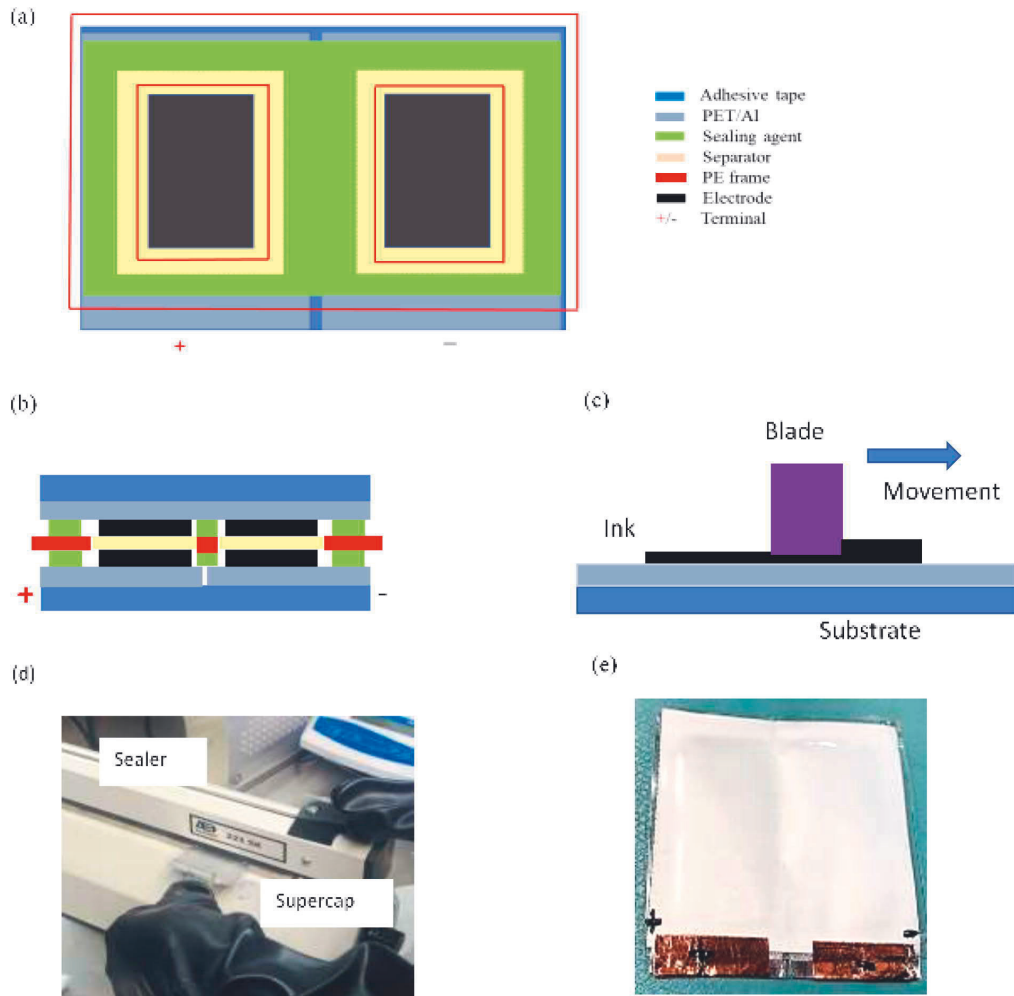 (a)
Adhesive tape
PET/Al
Sealing agent
Separator
PE frame
Electrode
+/- Terminal
+ -
(b)
+ -
(c)
Blade
Movement
Ink
Substrate
(d)
Sealer
Supercap
(e)
+ -
+ -